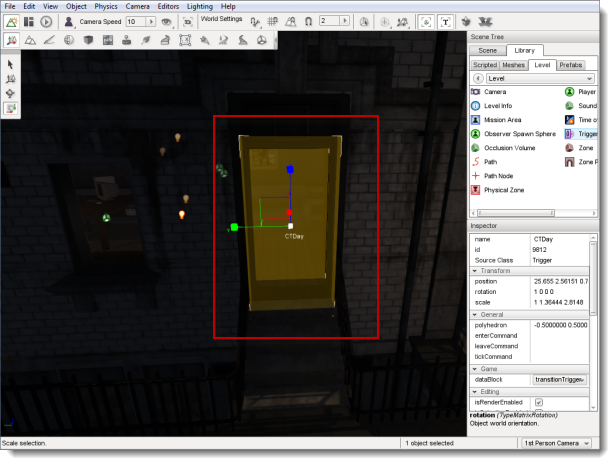 File Edit View Object Physics Camera Editors Lighting Help
Camera Speed 10 World Settings 2
T
Scene Tree
Scene Library
Scripted Meshes Level Prefabs
Level
Camera Player
Level Info Sound
Mission Area Time of
Observer Spawn Sphere Trigger
Occlusion Volume Zone
Path Zone P
Path Node
Physical Zone
CTDay
Inspector
name CTDay
id 9812
Source Class Trigger
Transform
position 25.655 2.56151 0.7
rotation 1 0 0 0
scale 1 1.36444 2.8148
General
polyhedron -0.5000000 0.5000
enterCommand
leaveCommand
tickCommand
Game
dataBlock transitionTrigger
Editing
isRenderEnabled
rotation (TypeMatrixRotation)
Object world orientation.
Scale selection. 1 object selected 1st Person Camera